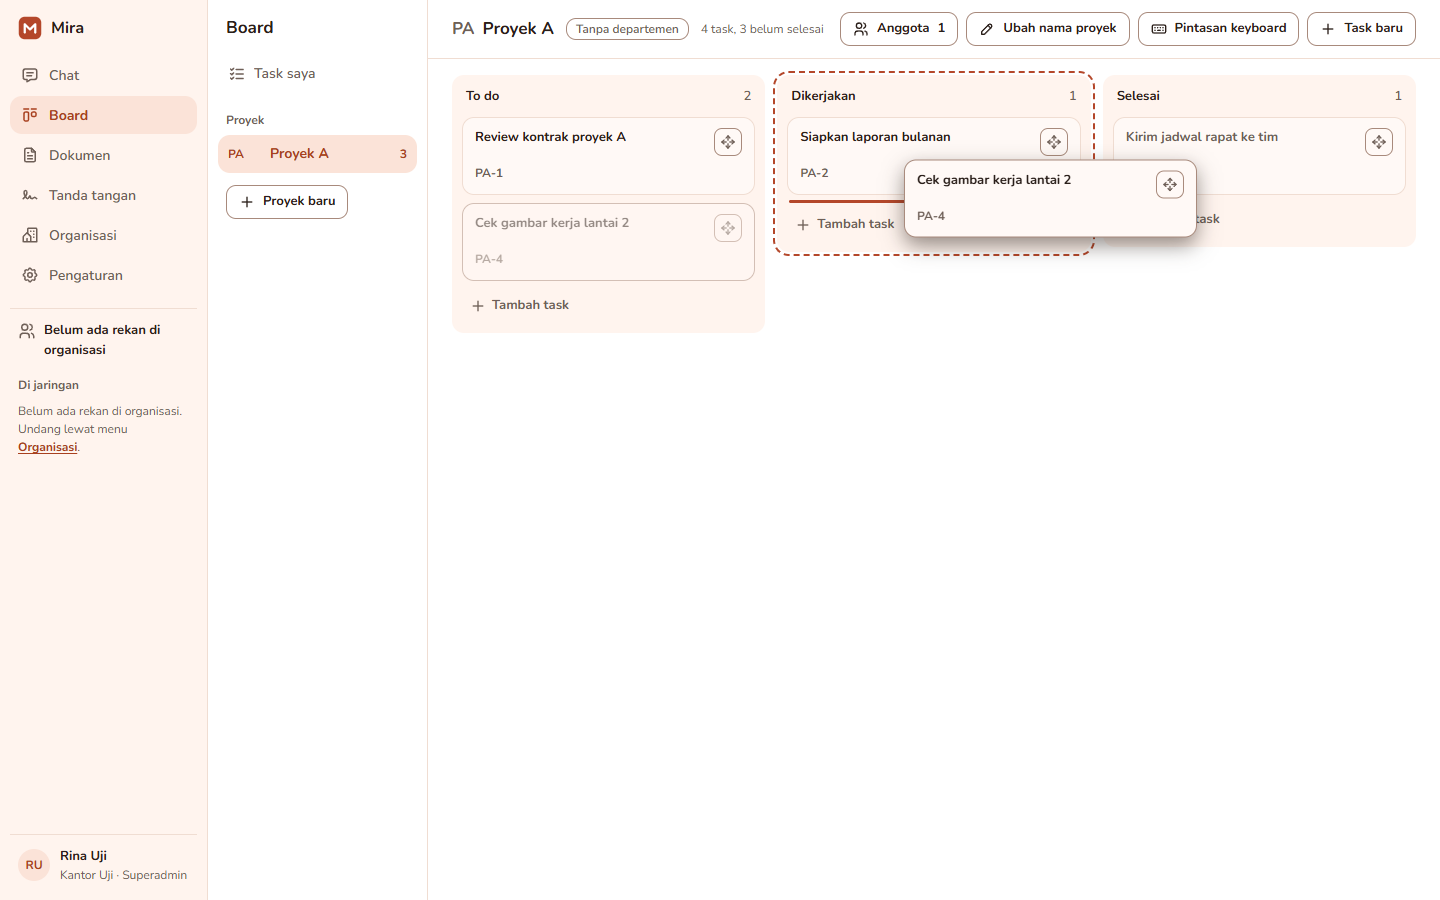 Mira
Chat
Board
Dokumen
Tanda tangan
Organisasi
Pengaturan
Belum ada rekan di
organisasi
Di jaringan
Belum ada rekan di organisasi.
Undang lewat menu
Organisasi.
RU
Rina Uji
Kantor Uji · Superadmin
Board
Task saya
Proyek
PA Proyek A 3
Proyek baru
PA Proyek A
Tanpa departemen
4 task, 3 belum selesai
Anggota 1
Ubah nama proyek
Pintasan keyboard
Task baru
To do 2
Review kontrak proyek A
PA-1
Cek gambar kerja lantai 2
PA-4
Tambah task
Dikerjakan 1
Siapkan laporan bulanan
PA-2
Tambah task
Cek gambar kerja lantai 2
PA-4
Selesai 1
Kirim jadwal rapat ke tim
task